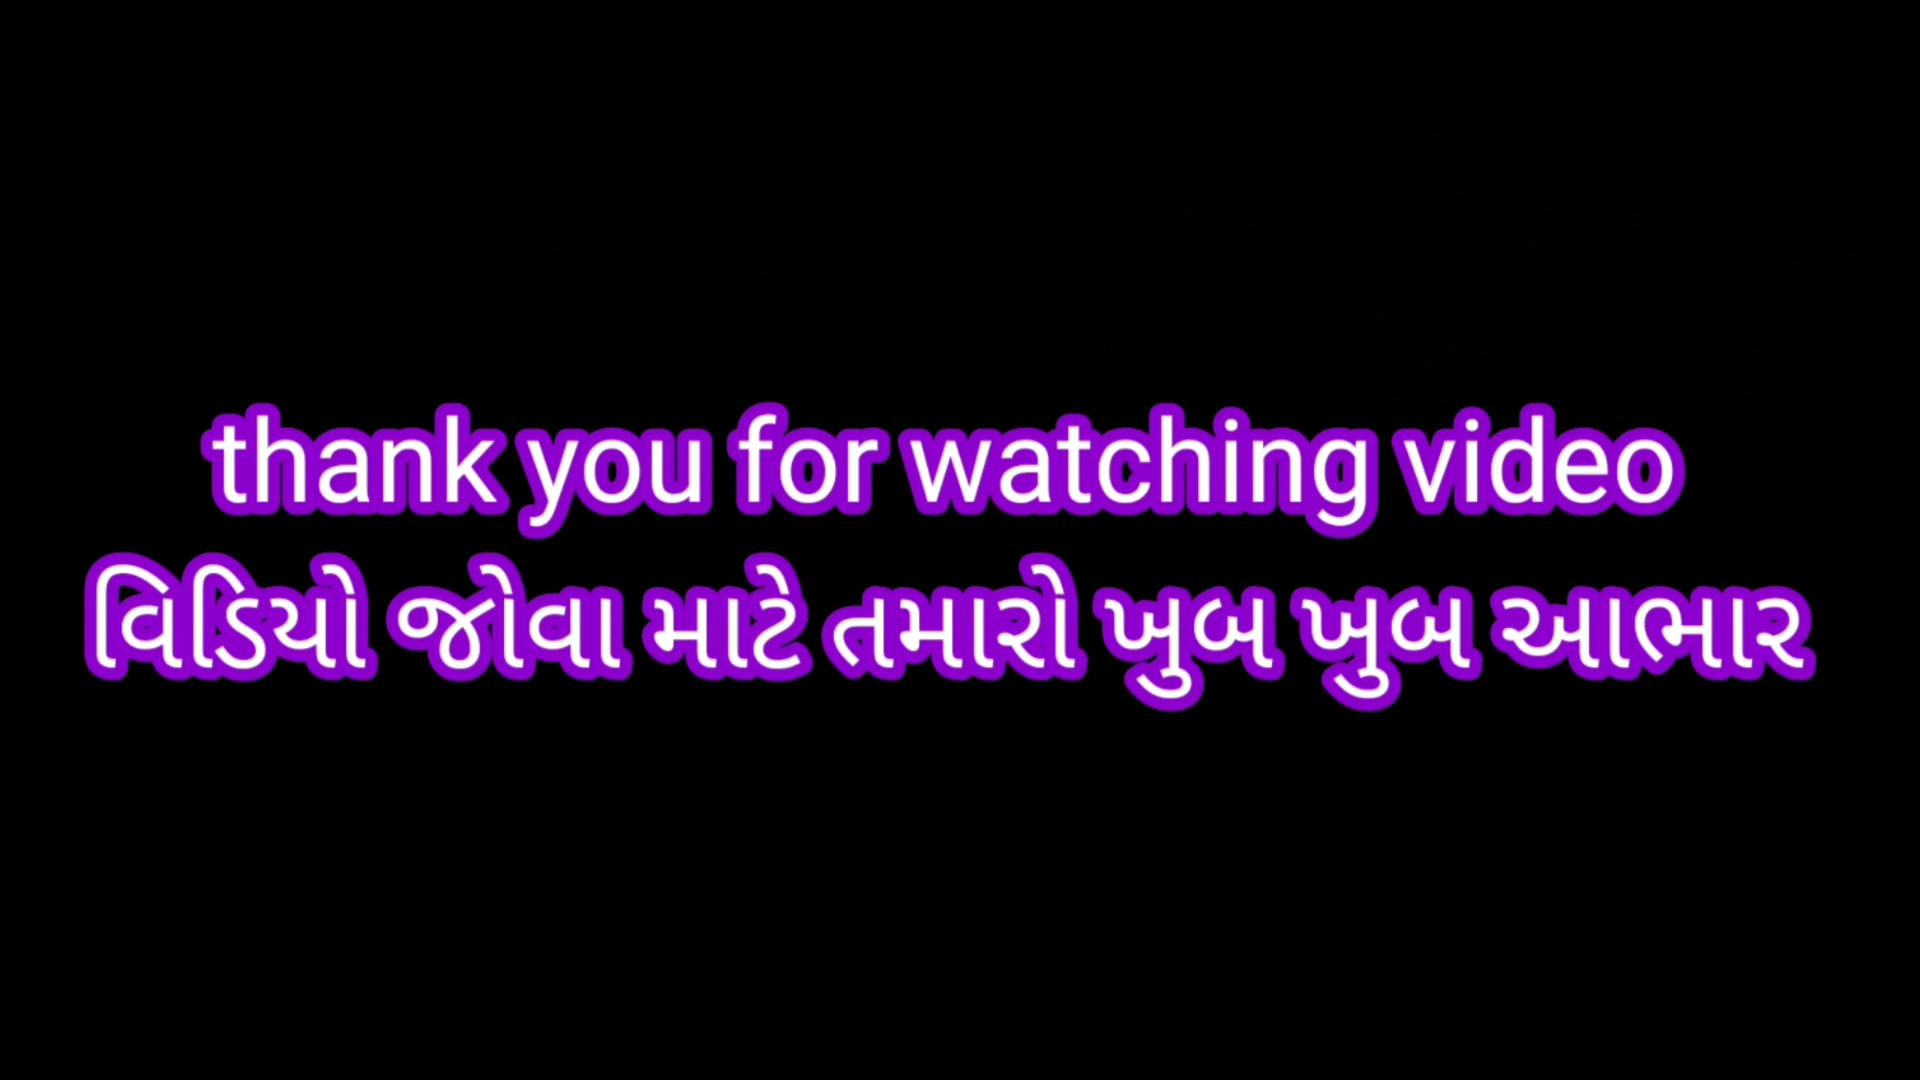 thank you for watching video
વિડિયો જોવા માટે તમારો ખુબ ખુબ આભાર